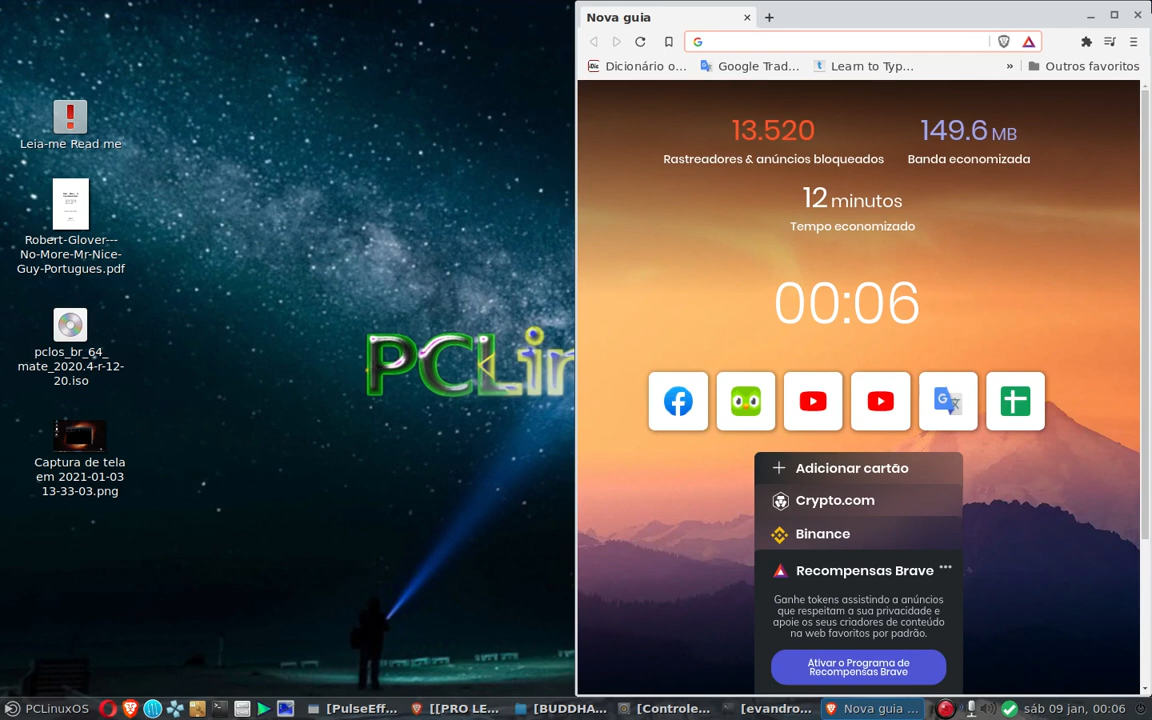 Nova guia
Dicionário o...
Google Trad...
Learn to Typ...
»
Outros favoritos
Leia-me Read me
Robert-Glover---
No-More-Mr-Nice-
Guy-Portugues.pdf
pclos_br_64_
mate_2020.4-r-12-
20.iso
Captura de tela
em 2021-01-03
13-33-03.png
PCLin
13.520
Rastreadores & anúncios bloqueados
149.6 MB
Banda economizada
12 minutos
Tempo economizado
00:06
Adicionar cartão
Crypto.com
Binance
Recompensas Brave
Ganhe tokens assistindo a anúncios
que respeitam a sua privacidade e
apoie os seus criadores de conteúdo
na web favoritos por padrão.
Ativar o Programa de
Recompensas Brave
PCLinuxOS
[PulseEff...
[[PRO LE...
[BUDDHA...
[Controle...
[evandro...
Nova guia ...
sáb 09 jan, 00:06